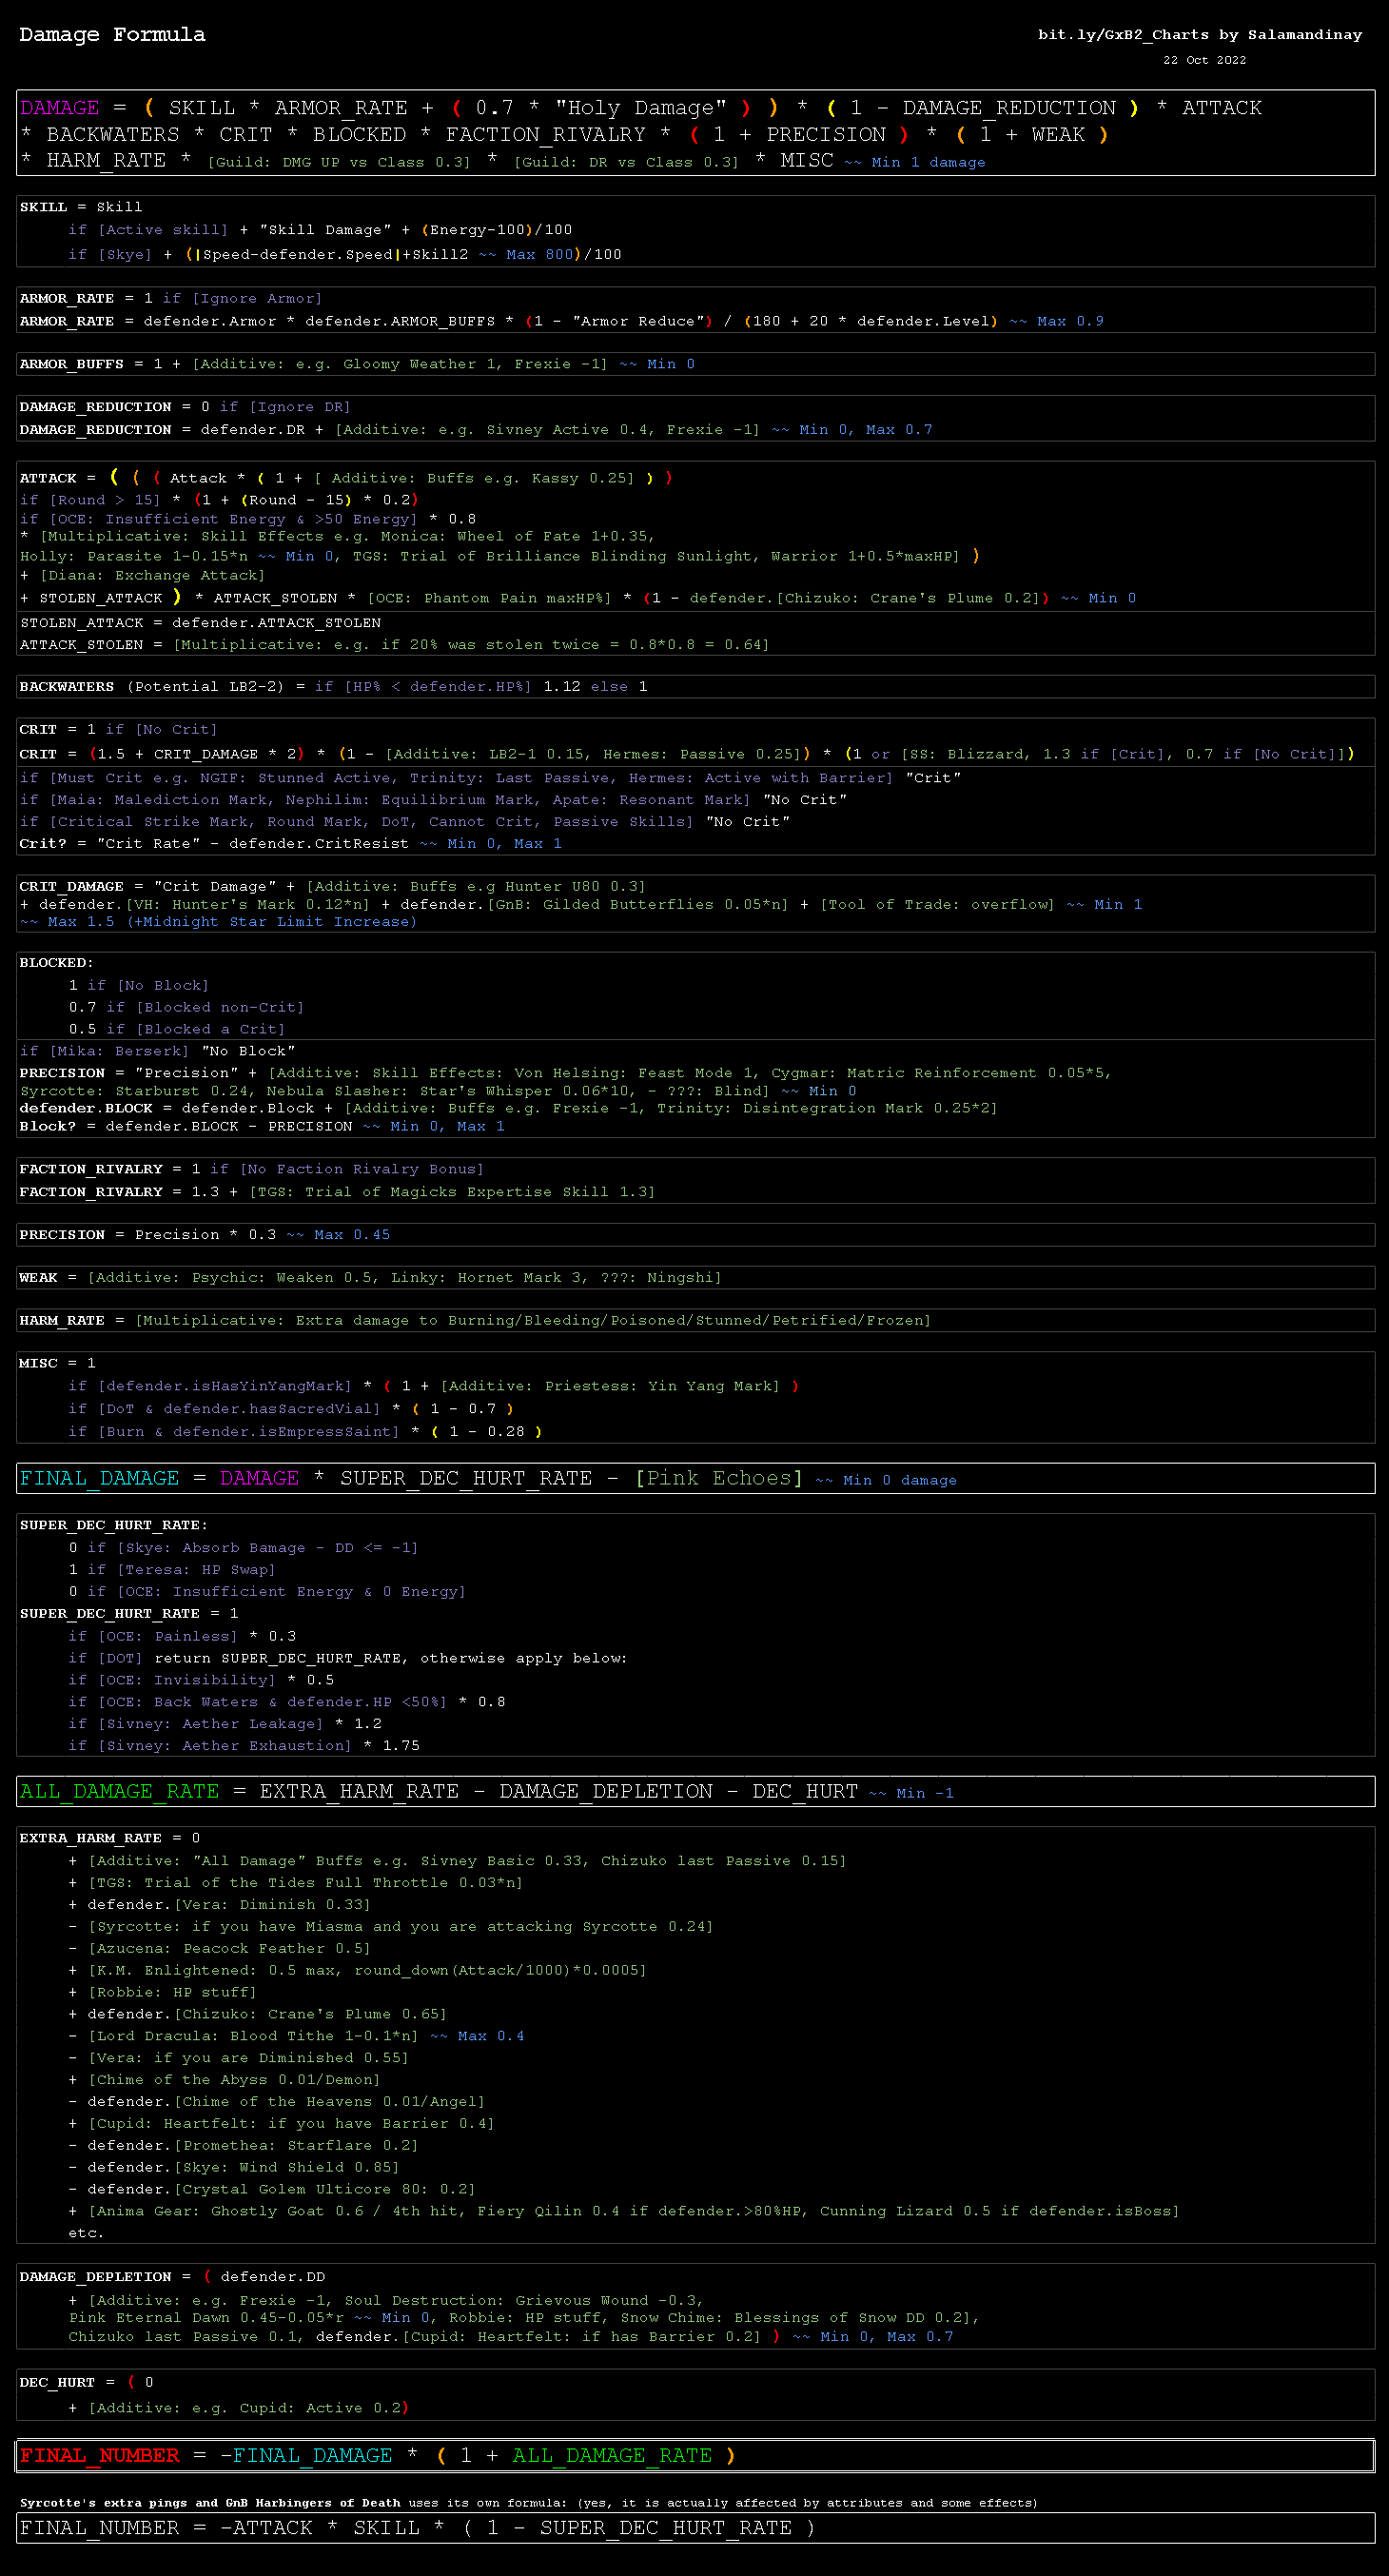 Damage Formula
bit.ly/GxB2_Charts by Salamandinay
22 Oct 2022
DAMAGE = ( SKILL * ARMOR_RATE + ( 0.7 * "Holy Damage" ) ) * ( 1 - DAMAGE_REDUCTION ) * ATTACK
* BACKWATERS * CRIT * BLOCKED * FACTION_RIVALRY * ( 1 + PRECISION ) * ( 1 + WEAK )
* HARM_RATE * [Guild: DMG UP vs Class 0.3] * [Guild: DR vs Class 0.3] * MISC ~~ Min 1 damage
SKILL = Skill
if [Active skill] + "Skill Damage" + (Energy-100)/100
if [Skye] + (|Speed-defender.Speed|+Skill2 ~~ Max 800)/100
ARMOR_RATE = 1 if [Ignore Armor]
ARMOR_RATE = defender.Armor * defender.ARMOR_BUFFS * (1 - "Armor Reduce") / (180 + 20 * defender.Level) ~~ Max 0.9
ARMOR_BUFFS = 1 + [Additive: e.g. Gloomy Weather 1, Frexie -1] ~~ Min 0
DAMAGE_REDUCTION = 0 if [Ignore DR]
DAMAGE_REDUCTION = defender.DR + [Additive: e.g. Sivney Active 0.4, Frexie -1] ~~ Min 0, Max 0.7
ATTACK = ( ( ( Attack * ( 1 + [ Additive: Buffs e.g. Kassy 0.25] ) )
if [Round > 15] * (1 + (Round - 15) * 0.2)
if [OCE: Insufficient Energy & >50 Energy] * 0.8
* [Multiplicative: Skill Effects e.g. Monica: Wheel of Fate 1+0.35,
Holly: Parasite 1-0.15*n ~~ Min 0, TGS: Trial of Brilliance Blinding Sunlight, Warrior 1+0.5*maxHP] )
+ [Diana: Exchange Attack]
+ STOLEN_ATTACK ) * ATTACK_STOLEN * [OCE: Phantom Pain maxHP%] * (1 - defender.[Chizuko: Crane's Plume 0.2]) ~~ Min 0
STOLEN_ATTACK = defender.ATTACK_STOLEN
ATTACK_STOLEN = [Multiplicative: e.g. if 20% was stolen twice = 0.8*0.8 = 0.64]
BACKWATERS (Potential LB2-2) = if [HP% < defender.HP%] 1.12 else 1
CRIT = 1 if [No Crit]
CRIT = (1.5 + CRIT_DAMAGE * 2) * (1 - [Additive: LB2-1 0.15, Hermes: Passive 0.25]) * (1 or [SS: Blizzard, 1.3 if [Crit], 0.7 if [No Crit]])
if [Must Crit e.g. NGIF: Stunned Active, Trinity: Last Passive, Hermes: Active with Barrier] "Crit"
if [Maia: Malediction Mark, Nephilim: Equilibrium Mark, Apate: Resonant Mark] "No Crit"
if [Critical Strike Mark, Round Mark, DoT, Cannot Crit, Passive Skills] "No Crit"
Crit? = "Crit Rate" - defender.CritResist ~~ Min 0, Max 1
CRIT_DAMAGE = "Crit Damage" + [Additive: Buffs e.g Hunter U80 0.3]
+ defender.[VH: Hunter's Mark 0.12*n] + defender.[GnB: Gilded Butterflies 0.05*n] + [Tool of Trade: overflow] ~~ Min 1
~~ Max 1.5 (+Midnight Star Limit Increase)
BLOCKED:
1 if [No Block]
0.7 if [Blocked non-Crit]
0.5 if [Blocked a Crit]
if [Mika: Berserk] "No Block"
PRECISION = "Precision" + [Additive: Skill Effects: Von Helsing: Feast Mode 1, Cygmar: Matric Reinforcement 0.05*5,
Syrcotte: Starburst 0.24, Nebula Slasher: Star's Whisper 0.06*10, - ???: Blind] ~~ Min 0
defender.BLOCK = defender.Block + [Additive: Buffs e.g. Frexie -1, Trinity: Disintegration Mark 0.25*2]
Block? = defender.BLOCK - PRECISION ~~ Min 0, Max 1
FACTION_RIVALRY = 1 if [No Faction Rivalry Bonus]
FACTION_RIVALRY = 1.3 + [TGS: Trial of Magicks Expertise Skill 1.3]
PRECISION = Precision * 0.3 ~~ Max 0.45
WEAK = [Additive: Psychic: Weaken 0.5, Linky: Hornet Mark 3, ???: Ningshi]
HARM_RATE = [Multiplicative: Extra damage to Burning/Bleeding/Poisoned/Stunned/Petrified/Frozen]
MISC = 1
if [defender.isHasYinYangMark] * ( 1 + [Additive: Priestess: Yin Yang Mark] )
if [DoT & defender.hasSacredVial] * ( 1 - 0.7 )
if [Burn & defender.isEmpressSaint] * ( 1 - 0.28 )
FINAL_DAMAGE = DAMAGE * SUPER_DEC_HURT_RATE - [Pink Echoes] ~~ Min 0 damage
SUPER_DEC_HURT_RATE:
0 if [Skye: Absorb Bamage - DD <= -1]
1 if [Teresa: HP Swap]
0 if [OCE: Insufficient Energy & 0 Energy]
SUPER_DEC_HURT_RATE = 1
if [OCE: Painless] * 0.3
if [DOT] return SUPER_DEC_HURT_RATE, otherwise apply below:
if [OCE: Invisibility] * 0.5
if [OCE: Back Waters & defender.HP <50%] * 0.8
if [Sivney: Aether Leakage] * 1.2
if [Sivney: Aether Exhaustion] * 1.75
ALL_DAMAGE_RATE = EXTRA_HARM_RATE - DAMAGE_DEPLETION - DEC_HURT ~~ Min -1
EXTRA_HARM_RATE = 0
+ [Additive: "All Damage" Buffs e.g. Sivney Basic 0.33, Chizuko last Passive 0.15]
+ [TGS: Trial of the Tides Full Throttle 0.03*n]
+ defender.[Vera: Diminish 0.33]
- [Syrcotte: if you have Miasma and you are attacking Syrcotte 0.24]
- [Azucena: Peacock Feather 0.5]
+ [K.M. Enlightened: 0.5 max, round_down(Attack/1000)*0.0005]
+ [Robbie: HP stuff]
+ defender.[Chizuko: Crane's Plume 0.65]
- [Lord Dracula: Blood Tithe 1-0.1*n] ~~ Max 0.4
- [Vera: if you are Diminished 0.55]
+ [Chime of the Abyss 0.01/Demon]
- defender.[Chime of the Heavens 0.01/Angel]
+ [Cupid: Heartfelt: if you have Barrier 0.4]
- defender.[Promethea: Starflare 0.2]
- defender.[Skye: Wind Shield 0.85]
- defender.[Crystal Golem Ulticore 80: 0.2]
+ [Anima Gear: Ghostly Goat 0.6 / 4th hit, Fiery Qilin 0.4 if defender.>80%HP, Cunning Lizard 0.5 if defender.isBoss]
etc.
DAMAGE_DEPLETION = ( defender.DD
+ [Additive: e.g. Frexie -1, Soul Destruction: Grievous Wound -0.3,
Pink Eternal Dawn 0.45-0.05*r ~~ Min 0, Robbie: HP stuff, Snow Chime: Blessings of Snow DD 0.2],
Chizuko last Passive 0.1, defender.[Cupid: Heartfelt: if has Barrier 0.2] ) ~~ Min 0, Max 0.7
DEC_HURT = ( 0
+ [Additive: e.g. Cupid: Active 0.2)
FINAL_NUMBER = -FINAL_DAMAGE * ( 1 + ALL_DAMAGE_RATE )
Syrcotte's extra pings and GnB Harbingers of Death uses its own formula: (yes, it is actually affected by attributes and some effects)
FINAL_NUMBER = -ATTACK * SKILL * ( 1 - SUPER_DEC_HURT_RATE )